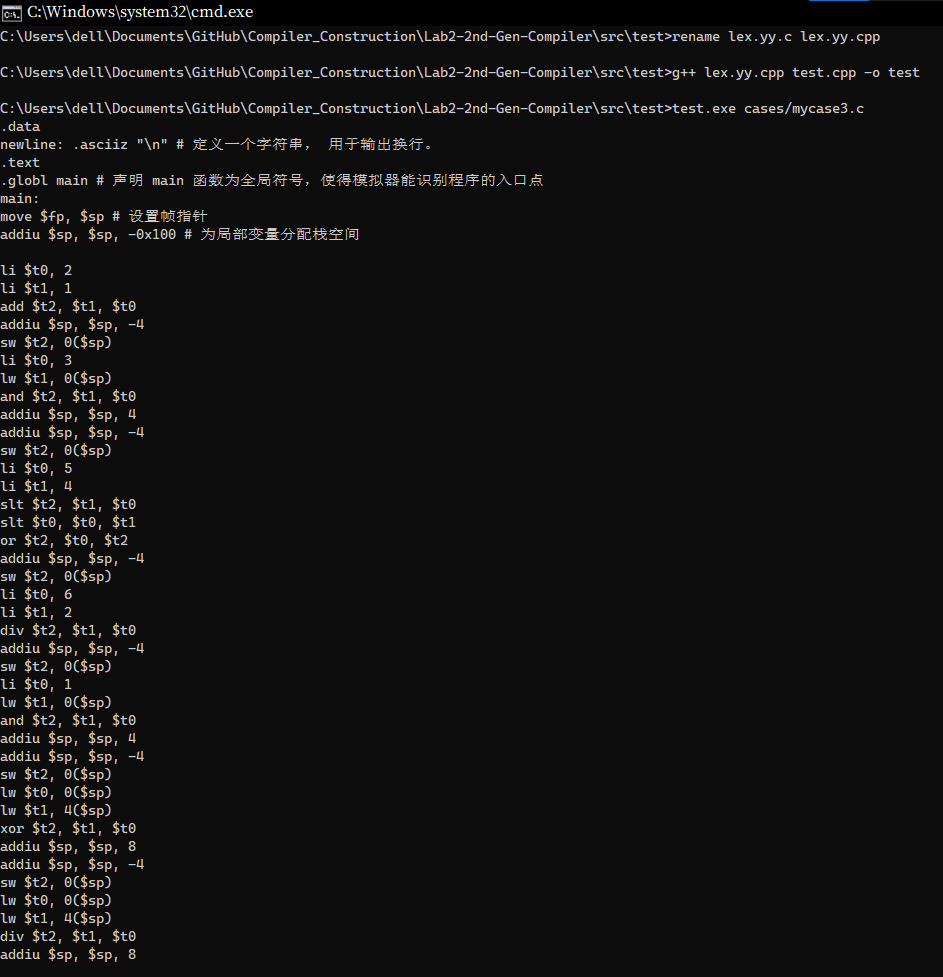 C:\Windows\system32\cmd.exe
C:\Users\dell\Documents\GitHub\Compiler_Construction\Lab2-2nd-Gen-Compiler\src\test>rename lex.yy.c lex.yy.cpp
C:\Users\dell\Documents\GitHub\Compiler_Construction\Lab2-2nd-Gen-Compiler\src\test>g++ lex.yy.cpp test.cpp -o test
C:\Users\dell\Documents\GitHub\Compiler_Construction\Lab2-2nd-Gen-Compiler\src\test>test.exe cases/mycase3.c
.data
newline: .asciiz "\n" # 定义一个字符串, 用于输出换行。
.text
.globl main # 声明 main 函数为全局符号,使得模拟器能识别程序的入口点
main:
move $fp, $sp # 设置帧指针
addiu $sp, $sp, -0x100 # 为局部变量分配栈空间
li $t0, 2
li $t1, 1
add $t2, $t1, $t0
addiu $sp, $sp, -4
sw $t2, 0($sp)
li $t0, 3
lw $t1, 0($sp)
and $t2, $t1, $t0
addiu $sp, $sp, 4
addiu $sp, $sp, -4
sw $t2, 0($sp)
li $t0, 5
li $t1, 4
slt $t2, $t1, $t0
slt $t0, $t0, $t1
or $t2, $t0, $t2
addiu $sp, $sp, -4
sw $t2, 0($sp)
li $t0, 6
li $t1, 2
div $t2, $t1, $t0
addiu $sp, $sp, -4
sw $t2, 0($sp)
li $t0, 1
lw $t1, 0($sp)
and $t2, $t1, $t0
addiu $sp, $sp, 4
addiu $sp, $sp, -4
sw $t2, 0($sp)
lw $t0, 0($sp)
lw $t1, 4($sp)
xor $t2, $t1, $t0
addiu $sp, $sp, 8
addiu $sp, $sp, -4
sw $t2, 0($sp)
lw $t0, 0($sp)
lw $t1, 4($sp)
div $t2, $t1, $t0
addiu $sp, $sp, 8